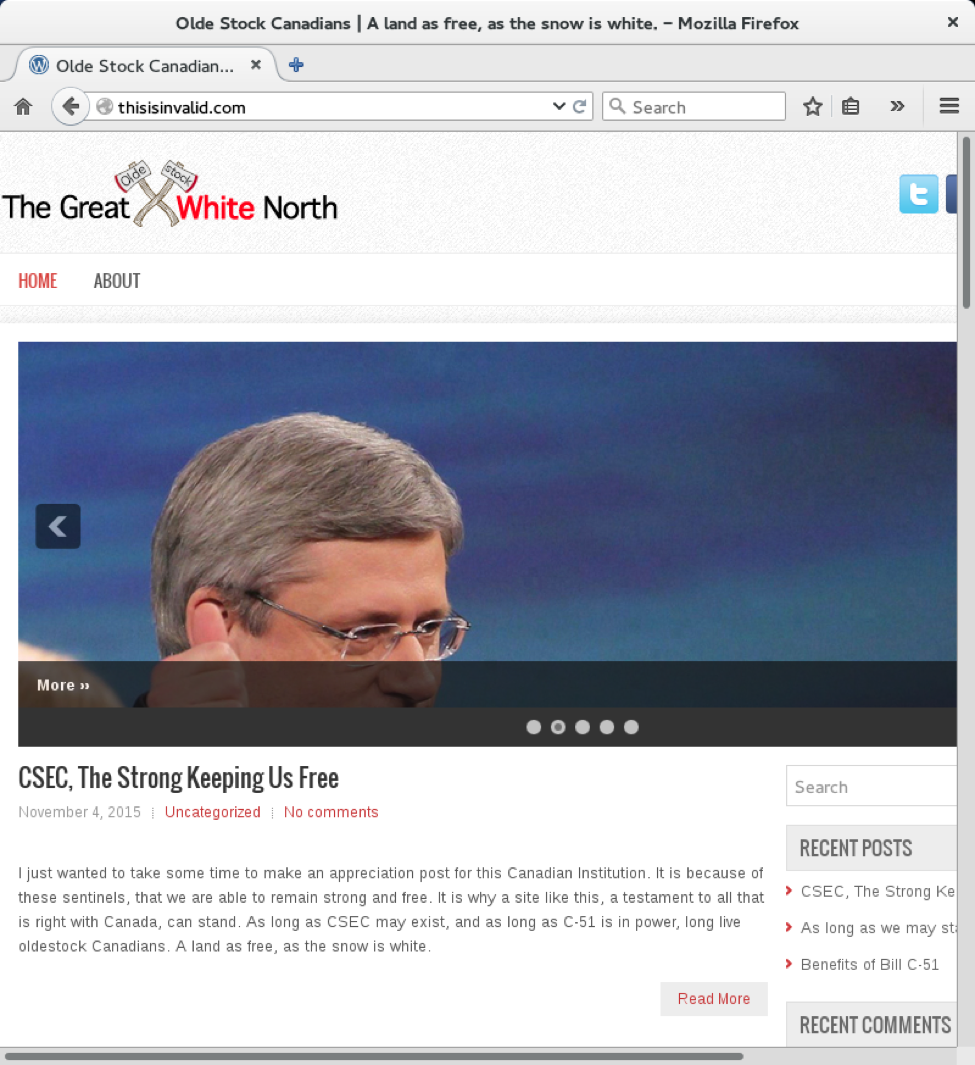 Olde Stock Canadians | A land as free, as the snow is white. – Mozilla Firefox
Olde Stock Canadian...
thisisinvalid.com
Search
Olde stock
The Great White North
HOME ABOUT
More ››
CSEC, The Strong Keeping Us Free
November 4, 2015 Uncategorized No comments
I just wanted to take some time to make an appreciation post for this Canadian Institution. It is because of
these sentinels, that we are able to remain strong and free. It is why a site like this, a testament to all that
is right with Canada, can stand. As long as CSEC may exist, and as long as C-51 is in power, long live
oldestock Canadians. A land as free, as the snow is white.
Read More
Search
RECENT POSTS
CSEC, The Strong Ke
As long as we may sta
Benefits of Bill C-51
RECENT COMMENTS